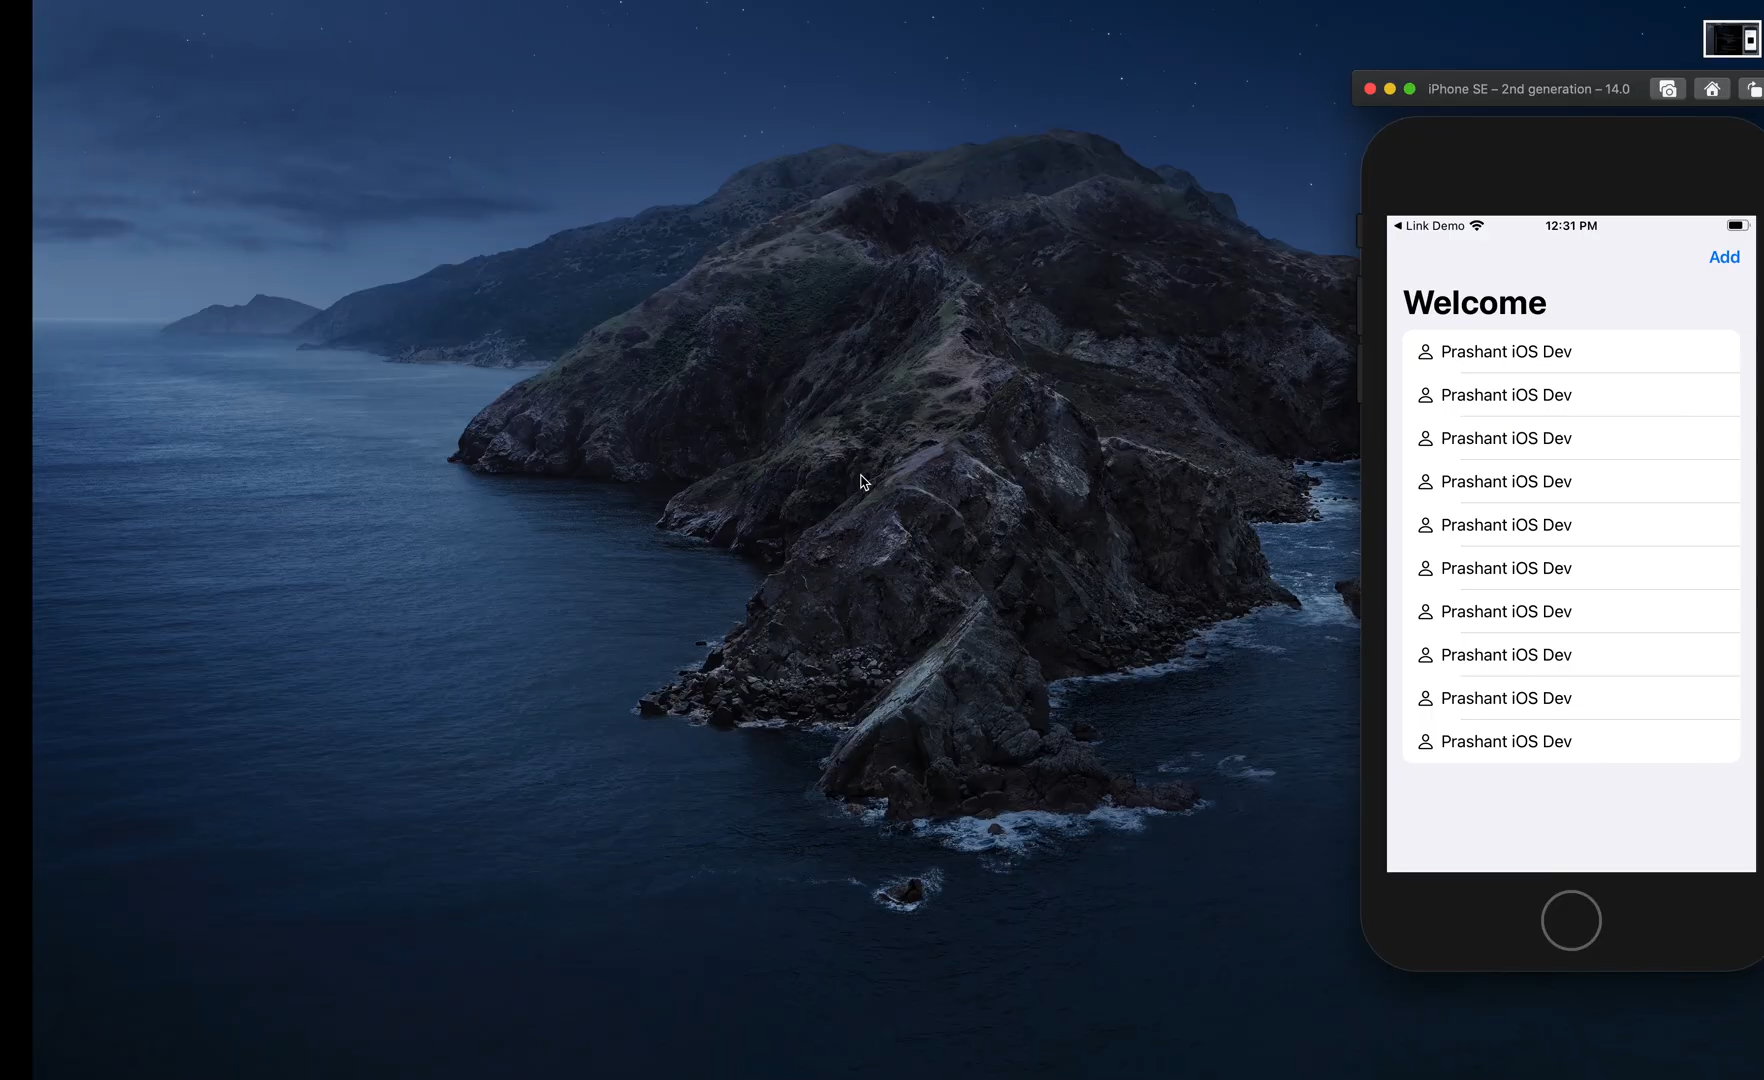 iPhone SE – 2nd generation – 14.0
Link Demo
12:31 PM
Add
Welcome
Prashant iOS Dev
Prashant iOS Dev
Prashant iOS Dev
Prashant iOS Dev
Prashant iOS Dev
Prashant iOS Dev
Prashant iOS Dev
Prashant iOS Dev
Prashant iOS Dev
Prashant iOS Dev